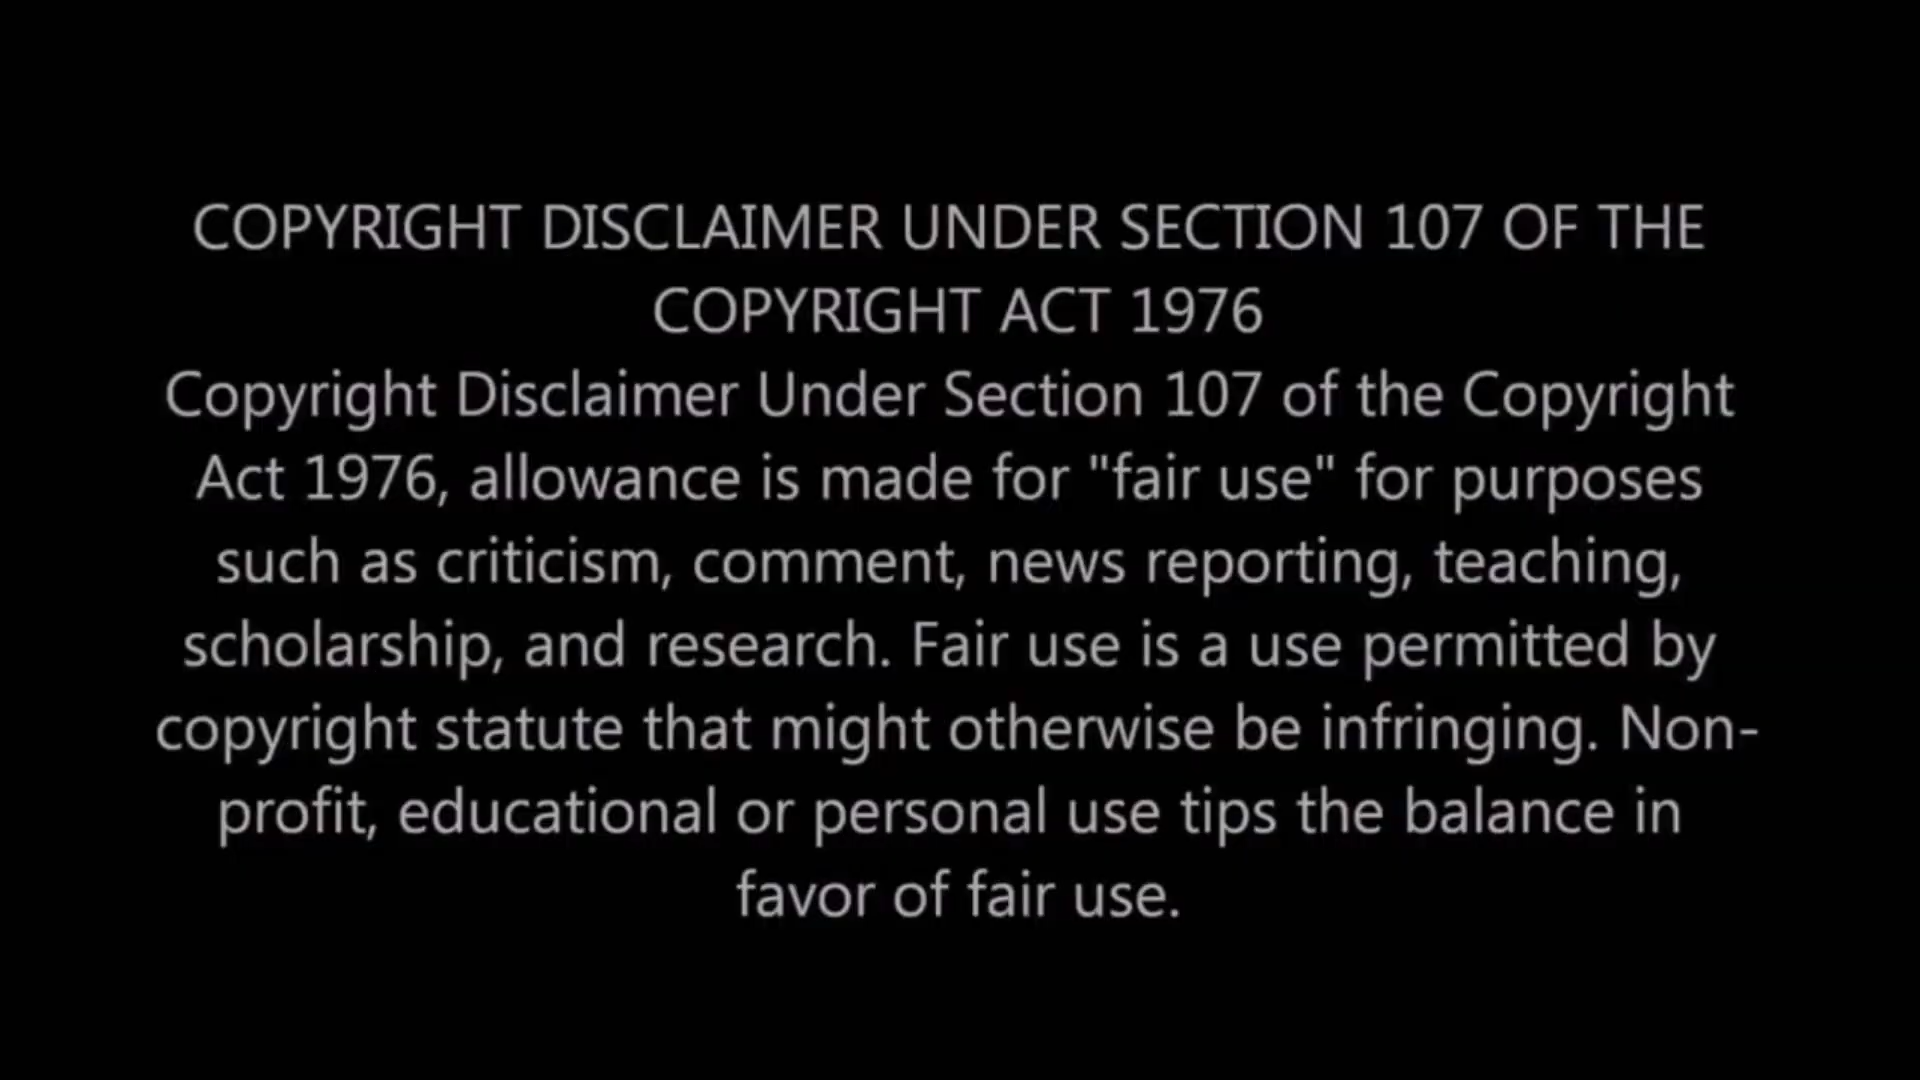 COPYRIGHT DISCLAIMER UNDER SECTION 107 OF THE
COPYRIGHT ACT 1976
Copyright Disclaimer Under Section 107 of the Copyright
Act 1976, allowance is made for "fair use" for purposes
such as criticism, comment, news reporting, teaching,
scholarship, and research. Fair use is a use permitted by
copyright statute that might otherwise be infringing. Non-
profit, educational or personal use tips the balance in
favor of fair use.